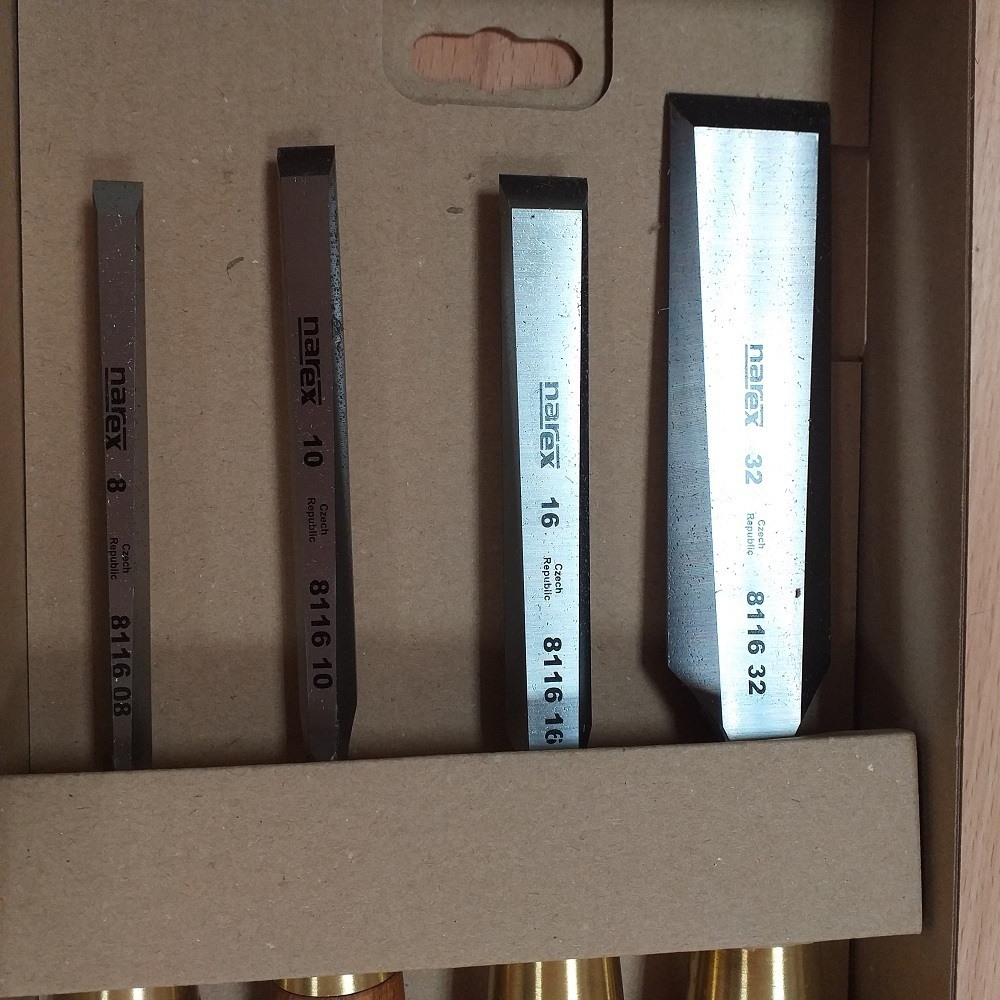 narex 8 Czech
Republic 8116 08
narex 10 Czech
Republic 8116 10
narex 16 Czech
Republic 8116 16
narex 32 Czech
Republic 8116 32